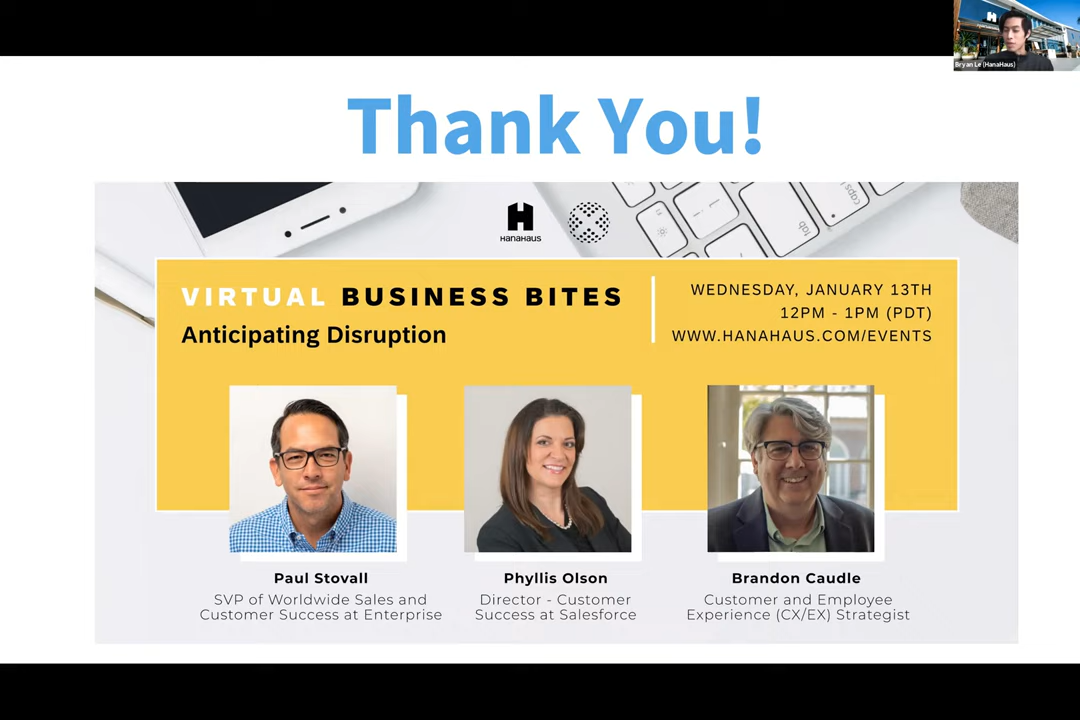 Bryan Le (HanaHaus)
Thank You!
HANAHAUS
caps
tab
VIRTUAL BUSINESS BITES
Anticipating Disruption
WEDNESDAY, JANUARY 13TH
12PM - 1PM (PDT)
WWW.HANAHAUS.COM/EVENTS
Paul Stovall
SVP of Worldwide Sales and
Customer Success at Enterprise
Phyllis Olson
Director - Customer
Success at Salesforce
Brandon Caudle
Customer and Employee
Experience (CX/EX) Strategist